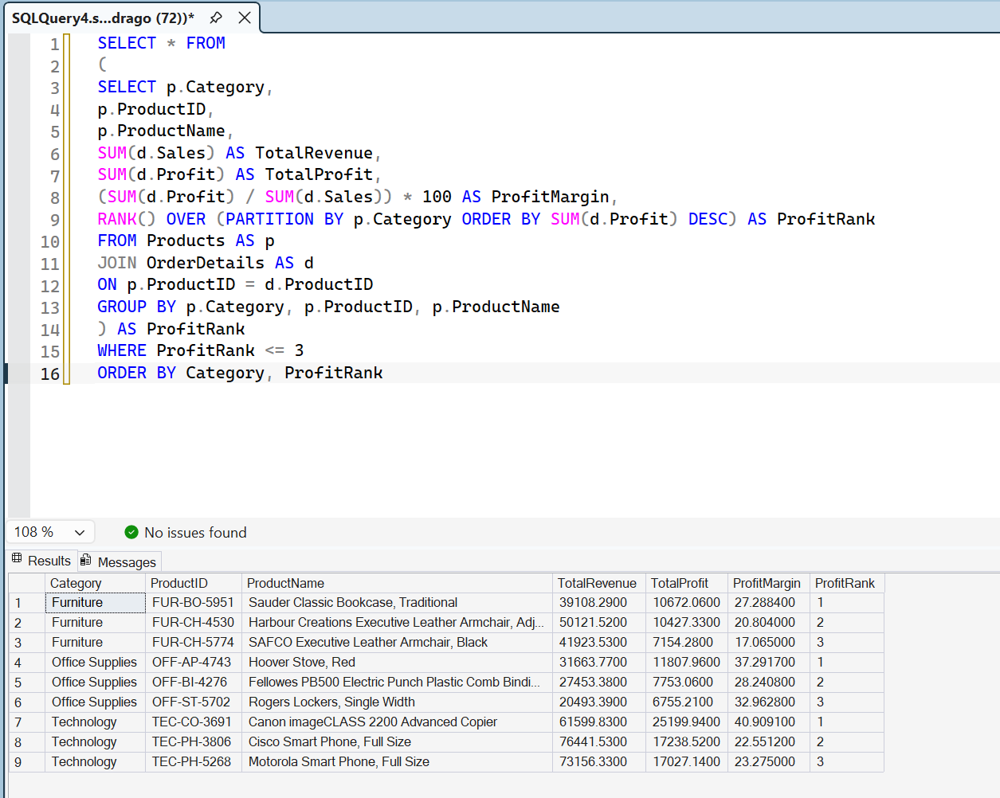 SQLQuery4.s...drago (72))*
1 SELECT * FROM
2 (
3 SELECT p.Category,
4 p.ProductID,
5 p.ProductName,
6 SUM(d.Sales) AS TotalRevenue,
7 SUM(d.Profit) AS TotalProfit,
8 (SUM(d.Profit) / SUM(d.Sales)) * 100 AS ProfitMargin,
9 RANK() OVER (PARTITION BY p.Category ORDER BY SUM(d.Profit) DESC) AS ProfitRank
10 FROM Products AS p
11 JOIN OrderDetails AS d
12 ON p.ProductID = d.ProductID
13 GROUP BY p.Category, p.ProductID, p.ProductName
14 ) AS ProfitRank
15 WHERE ProfitRank <= 3
16 ORDER BY Category, ProfitRank
108 % No issues found
Results Messages
Category ProductID ProductName TotalRevenue TotalProfit ProfitMargin ProfitRank
1 Furniture FUR-BO-5951 Sauder Classic Bookcase, Traditional 39108.2900 10672.0600 27.288400 1
2 Furniture FUR-CH-4530 Harbour Creations Executive Leather Armchair, Adj... 50121.5200 10427.3300 20.804000 2
3 Furniture FUR-CH-5774 SAFCO Executive Leather Armchair, Black 41923.5300 7154.2800 17.065000 3
4 Office Supplies OFF-AP-4743 Hoover Stove, Red 31663.7700 11807.9600 37.291700 1
5 Office Supplies OFF-BI-4276 Fellowes PB500 Electric Punch Plastic Comb Bindi... 27453.3800 7753.0600 28.240800 2
6 Office Supplies OFF-ST-5702 Rogers Lockers, Single Width 20493.3900 6755.2100 32.962800 3
7 Technology TEC-CO-3691 Canon imageCLASS 2200 Advanced Copier 61599.8300 25199.9400 40.909100 1
8 Technology TEC-PH-3806 Cisco Smart Phone, Full Size 76441.5300 17238.5200 22.551200 2
9 Technology TEC-PH-5268 Motorola Smart Phone, Full Size 73156.3300 17027.1400 23.275000 3